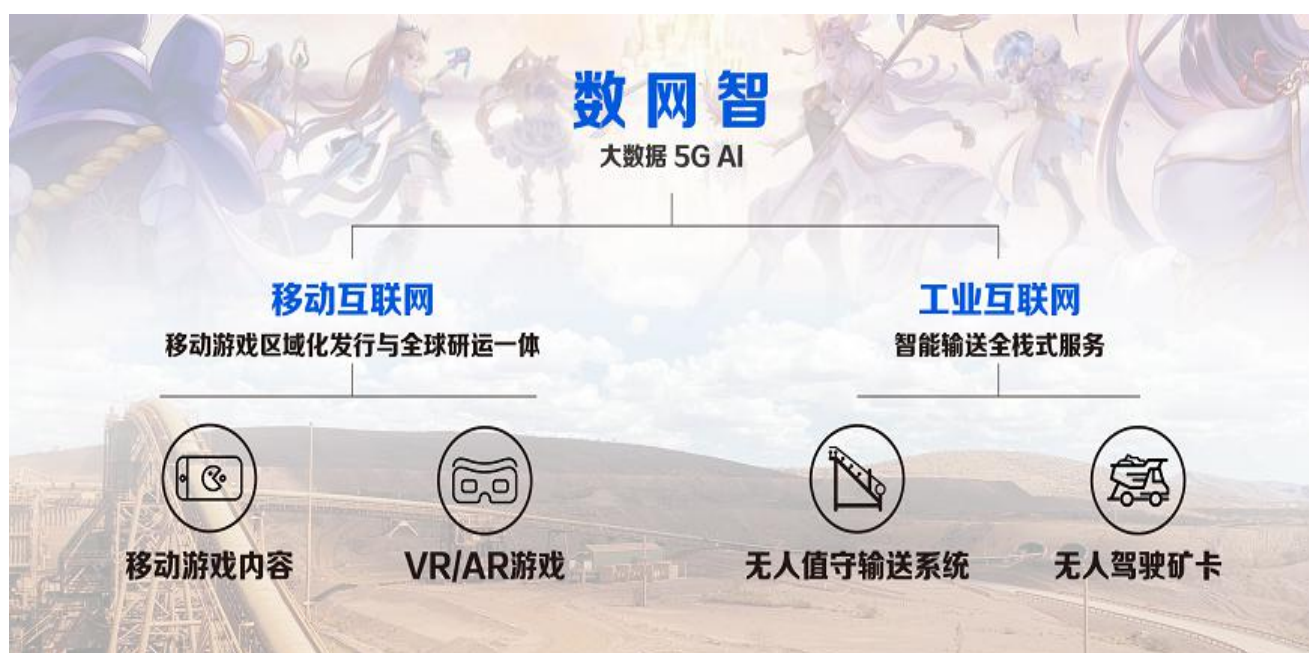 数网智
大数据 5G AI
移动互联网
移动游戏区域化发行与全球研运一体
工业互联网
智能输送全栈式服务
移动游戏内容
VR/AR游戏
无人值守输送系统
无人驾驶矿卡